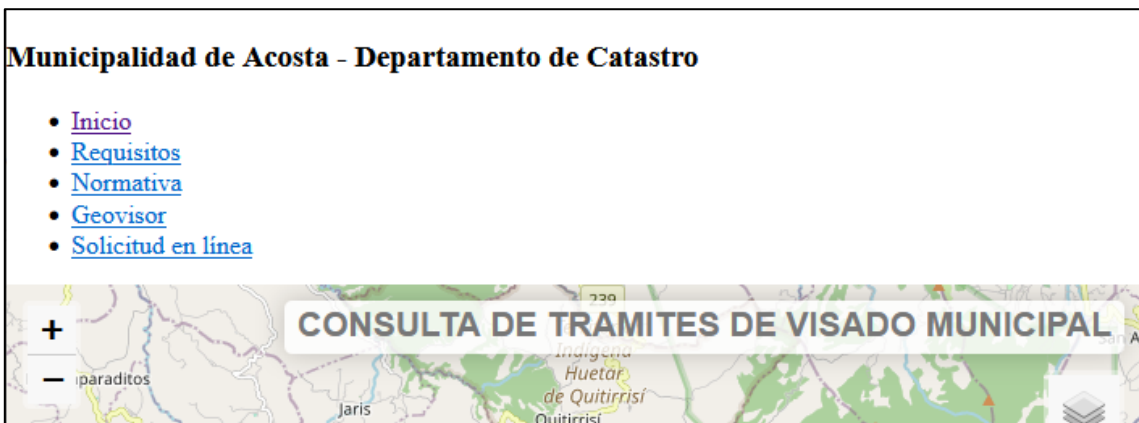 Municipalidad de Acosta - Departamento de Catastro
Inicio
Requisitos
Normativa
Geovisor
Solicitud en línea
239
+
CONSULTA DE TRAMITES DE VISADO MUNICIPAL
Indígena
−
paraditos
Huetar
de Quitirrisí
Jaris
Quitirrisí